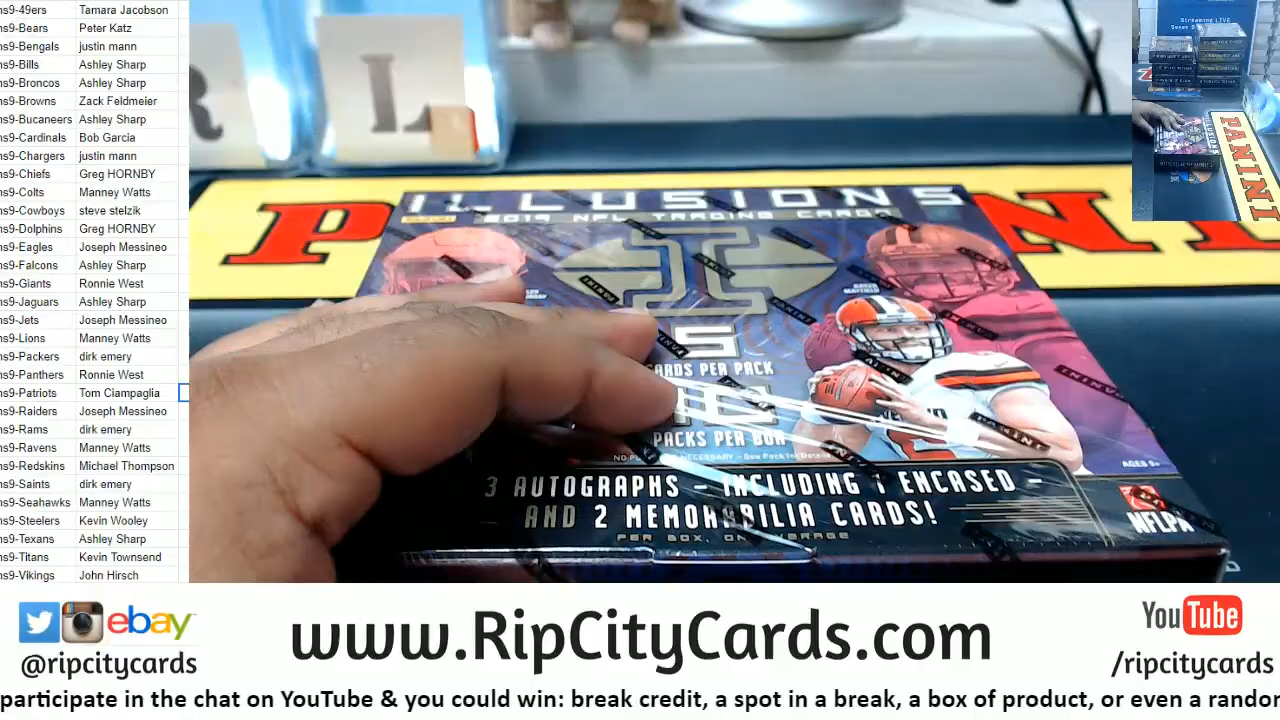 ns9-49ers Tamara Jacobson
ns9-Bears Peter Katz
ns9-Bengals justin mann
ns9-Bills Ashley Sharp
ns9-Broncos Ashley Sharp
ns9-Browns Zack Feldmeier
ns9-Bucaneers Ashley Sharp
ns9-Cardinals Bob Garcia
ns9-Chargers justin mann
ns9-Chiefs Greg HORNBY
ns9-Colts Manney Watts
ns9-Cowboys steve stelzik
ns9-Dolphins Greg HORNBY
ns9-Eagles Joseph Messineo
ns9-Falcons Ashley Sharp
ns9-Giants Ronnie West
ns9-Jaguars Ashley Sharp
ns9-Jets Joseph Messineo
ns9-Lions Manney Watts
ns9-Packers dirk emery
ns9-Panthers Ronnie West
ns9-Patriots Tom Ciampaglia
ns9-Raiders Joseph Messineo
ns9-Rams dirk emery
ns9-Ravens Manney Watts
ns9-Redskins Michael Thompson
ns9-Saints dirk emery
ns9-Seahawks Manney Watts
ns9-Steelers Kevin Wooley
ns9-Texans Ashley Sharp
ns9-Titans Kevin Townsend
ns9-Vikings John Hirsch
R L
Streaming LIVE
PANINI
PANINI
ILLUSIONS
2019 NFL TRADING CARDS
BAKER
MAYFIELD
5
CARDS PER PACK
PACKS PER BOX
3 AUTOGRAPHS – INCLUDING 1 ENCASED –
AND 2 MEMORABILIA CARDS!
PER BOX, ON AVERAGE
AGES 9+
NFLPA
ebay
@ripcitycards
www.RipCityCards.com
YouTube
/ripcitycards
participate in the chat on YouTube & you could win: break credit, a spot in a break, a box of product, or even a random